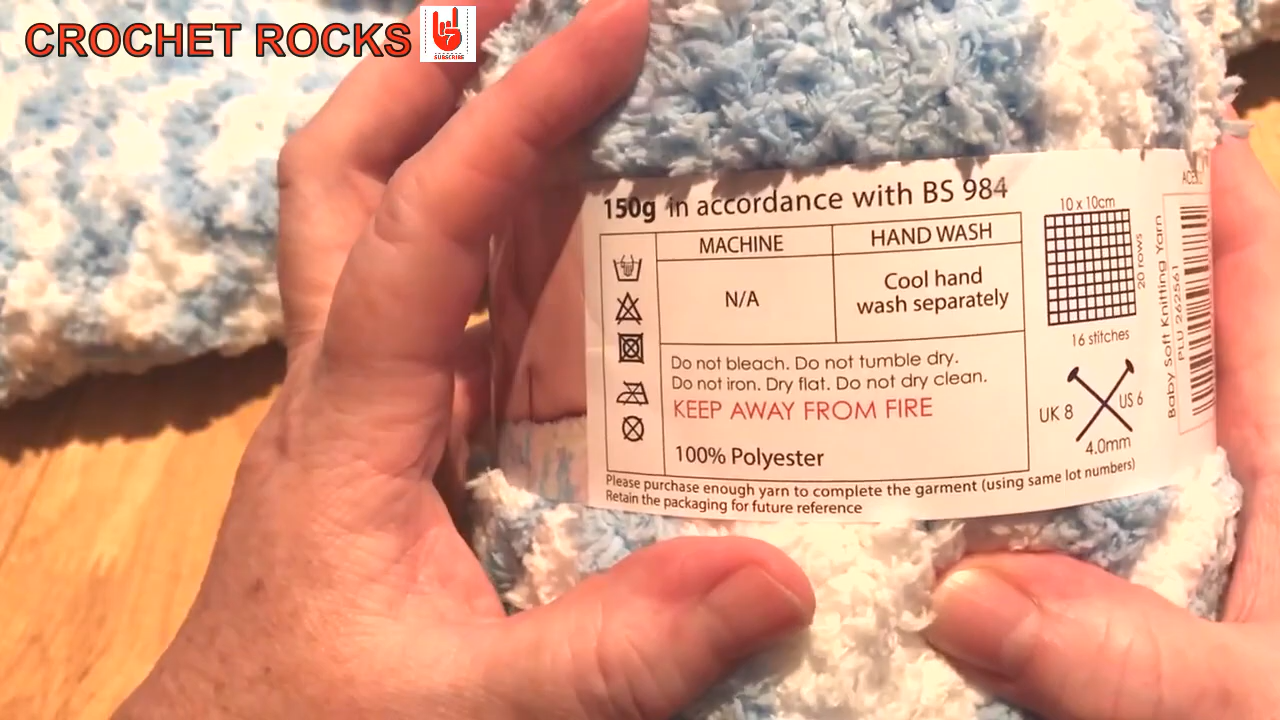 CROCHET ROCKS
SUBSCRIBE
150g in accordance with BS 984
MACHINE
HAND WASH
N/A
Cool hand
wash separately
Do not bleach. Do not tumble dry.
Do not iron. Dry flat. Do not dry clean.
KEEP AWAY FROM FIRE
100% Polyester
Please purchase enough yarn to complete the garment (using same lot numbers)
Retain the packaging for future reference
10 x 10cm
20 rows
16 stitches
UK 8
US 6
4.0mm
Baby Soft Knitting Yarn
PLU 262561